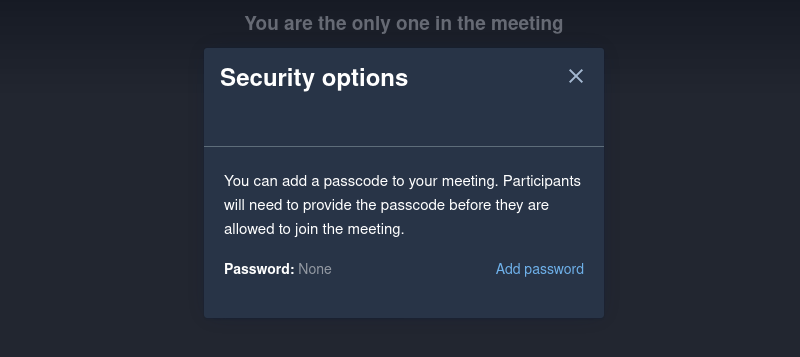 You are the only one in the meeting
Security options
You can add a passcode to your meeting. Participants
will need to provide the passcode before they are
allowed to join the meeting.
Password: None
Add password